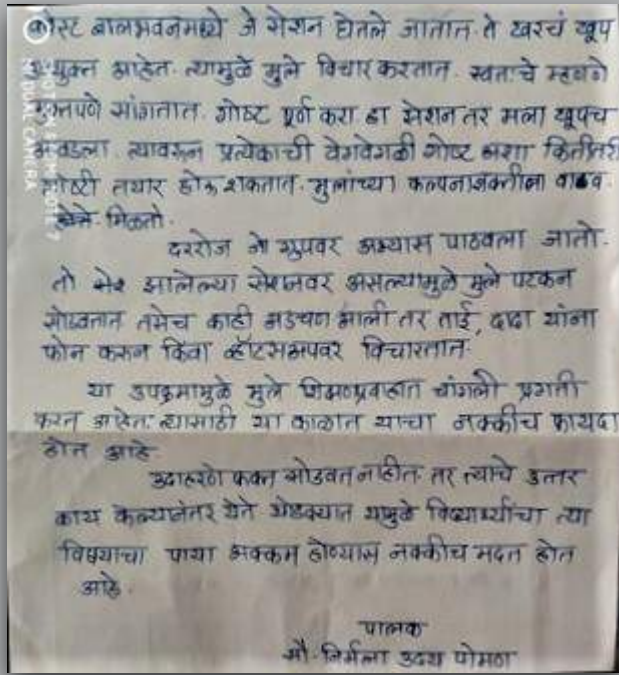 पोस्ट बालभवनमध्ये जे सेशन घेतले जातात ते खरचं खूप
उपयुक्त आहेत. त्यामुळे मुले विचार करतात. स्वतःचे म्हणणे
मुक्तपणे सांगतात. गोष्ट पूर्ण करा हा सेशन तर मला खूपच
आवडला. त्यावरून प्रत्येकाची वेगवेगळी गोष्ट अशा कितीतरी
गोष्टी तयार होऊ शकतात. मुलांच्या कल्पनाशक्तीला वाव
मिळतो.
दररोज जो ग्रुपवर अभ्यास पाठवला जातो.
तो झालेल्या सेशनवर असल्यामुळे मुले पटकन
सोडवतात तसेच काही अडचण आली तर ताई, दादा यांना
फोन करून किंवा व्हॅाटसअपवर विचारतात.
या उपक्रमामुळे मुले शिक्षणप्रवाहात चांगली प्रगती
करत आहेत. त्यासाठी या काळात याचा नक्कीच फायदा
होत आहे.
उदाहरणे फक्त सोडवत नाहीत. तर त्याचे उत्तर
काय केल्यानंतर येते थोडक्यात यामुळे विद्यार्थ्यांचा त्या
विषयाचा पाया भक्कम होण्यास नक्कीच मदत होत
आहे.
पालक
सौ. निर्मला उदय पोमण
DUAL CAMERA